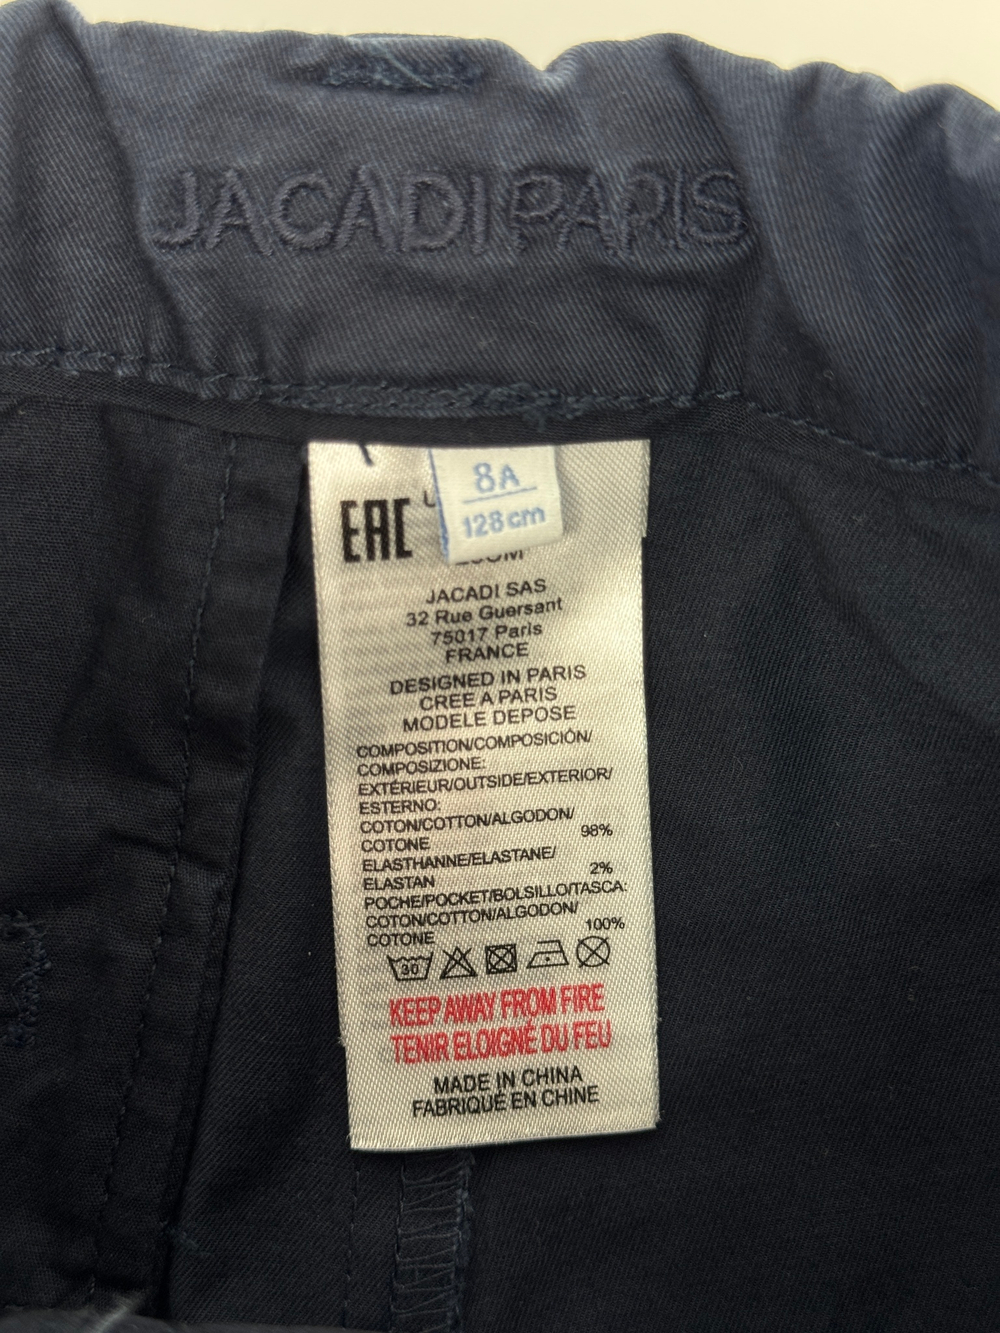 JACADI PARIS
8A
128cm
EAC
JACADI SAS
32 Rue Guersant
75017 Paris
FRANCE
DESIGNED IN PARIS
CREE A PARIS
MODELE DEPOSE
COMPOSITION/COMPOSICIÓN/
COMPOSIZIONE:
EXTÉRIEUR/OUTSIDE/EXTERIOR/
ESTERNO:
COTON/COTTON/ALGODON/
COTONE 98%
ELASTHANNE/ELASTANE/
ELASTAN 2%
POCHE/POCKET/BOLSILLO/TASCA:
COTON/COTTON/ALGODON/
COTONE 100%
30
KEEP AWAY FROM FIRE
TENIR ELOIGNÉ DU FEU
MADE IN CHINA
FABRIQUÉ EN CHINE